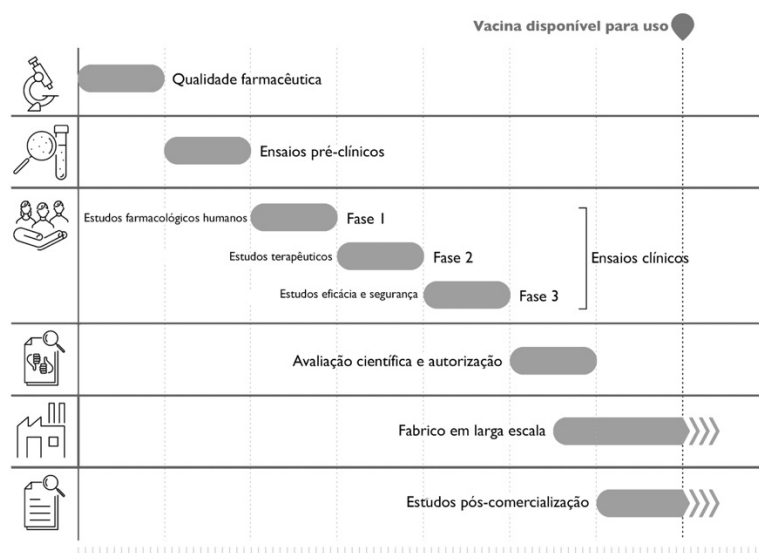 Vacina disponível para uso
Qualidade farmacêutica
Ensaios pré-clínicos
Estudos farmacológicos humanos
Fase 1
Estudos terapêuticos
Fase 2
Ensaios clínicos
Estudos eficácia e segurança
Fase 3
Avaliação científica e autorização
Fabrico em larga escala
Estudos pós-comercialização